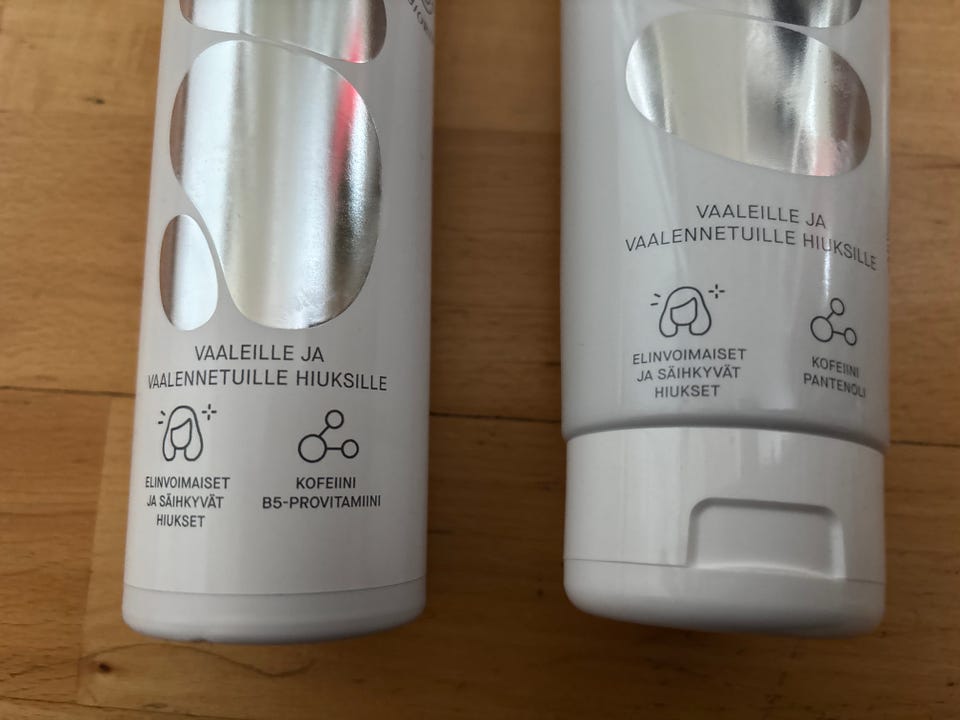 VAALEILLE JA
VAALENNETUILLE HIUKSILLE
ELINVOIMAISET
JA SÄIHKYVÄT
HIUKSET
KOFEIINI
B5-PROVITAMIINI
VAALEILLE JA
VAALENNETUILLE HIUKSILLE
ELINVOIMAISET
JA SÄIHKYVÄT
HIUKSET
KOFEIINI
PANTENOLI